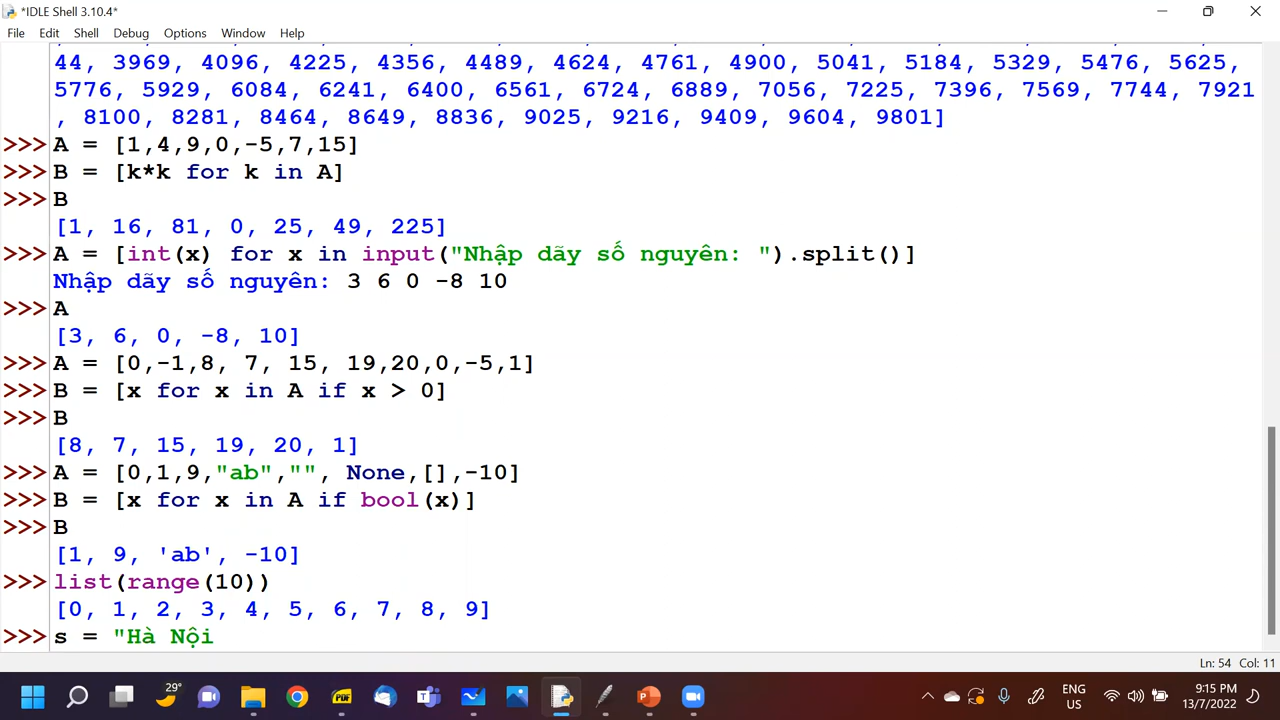 *IDLE Shell 3.10.4*
File Edit Shell Debug Options Window Help
44, 3969, 4096, 4225, 4356, 4489, 4624, 4761, 4900, 5041, 5184, 5329, 5476, 5625,
5776, 5929, 6084, 6241, 6400, 6561, 6724, 6889, 7056, 7225, 7396, 7569, 7744, 7921
, 8100, 8281, 8464, 8649, 8836, 9025, 9216, 9409, 9604, 9801]
>>> A = [1,4,9,0,-5,7,15]
>>> B = [k*k for k in A]
>>> B
[1, 16, 81, 0, 25, 49, 225]
>>> A = [int(x) for x in input("Nhập dãy số nguyên: ").split()]
Nhập dãy số nguyên: 3 6 0 -8 10
>>> A
[3, 6, 0, -8, 10]
>>> A = [0,-1,8, 7, 15, 19,20,0,-5,1]
>>> B = [x for x in A if x > 0]
>>> B
[8, 7, 15, 19, 20, 1]
>>> A = [0,1,9,"ab","", None,[],-10]
>>> B = [x for x in A if bool(x)]
>>> B
[1, 9, 'ab', -10]
>>> list(range(10))
[0, 1, 2, 3, 4, 5, 6, 7, 8, 9]
>>> s = "Hà Nội
Ln: 54 Col: 11
29°
PDF
ENG
US
9:15 PM
13/7/2022